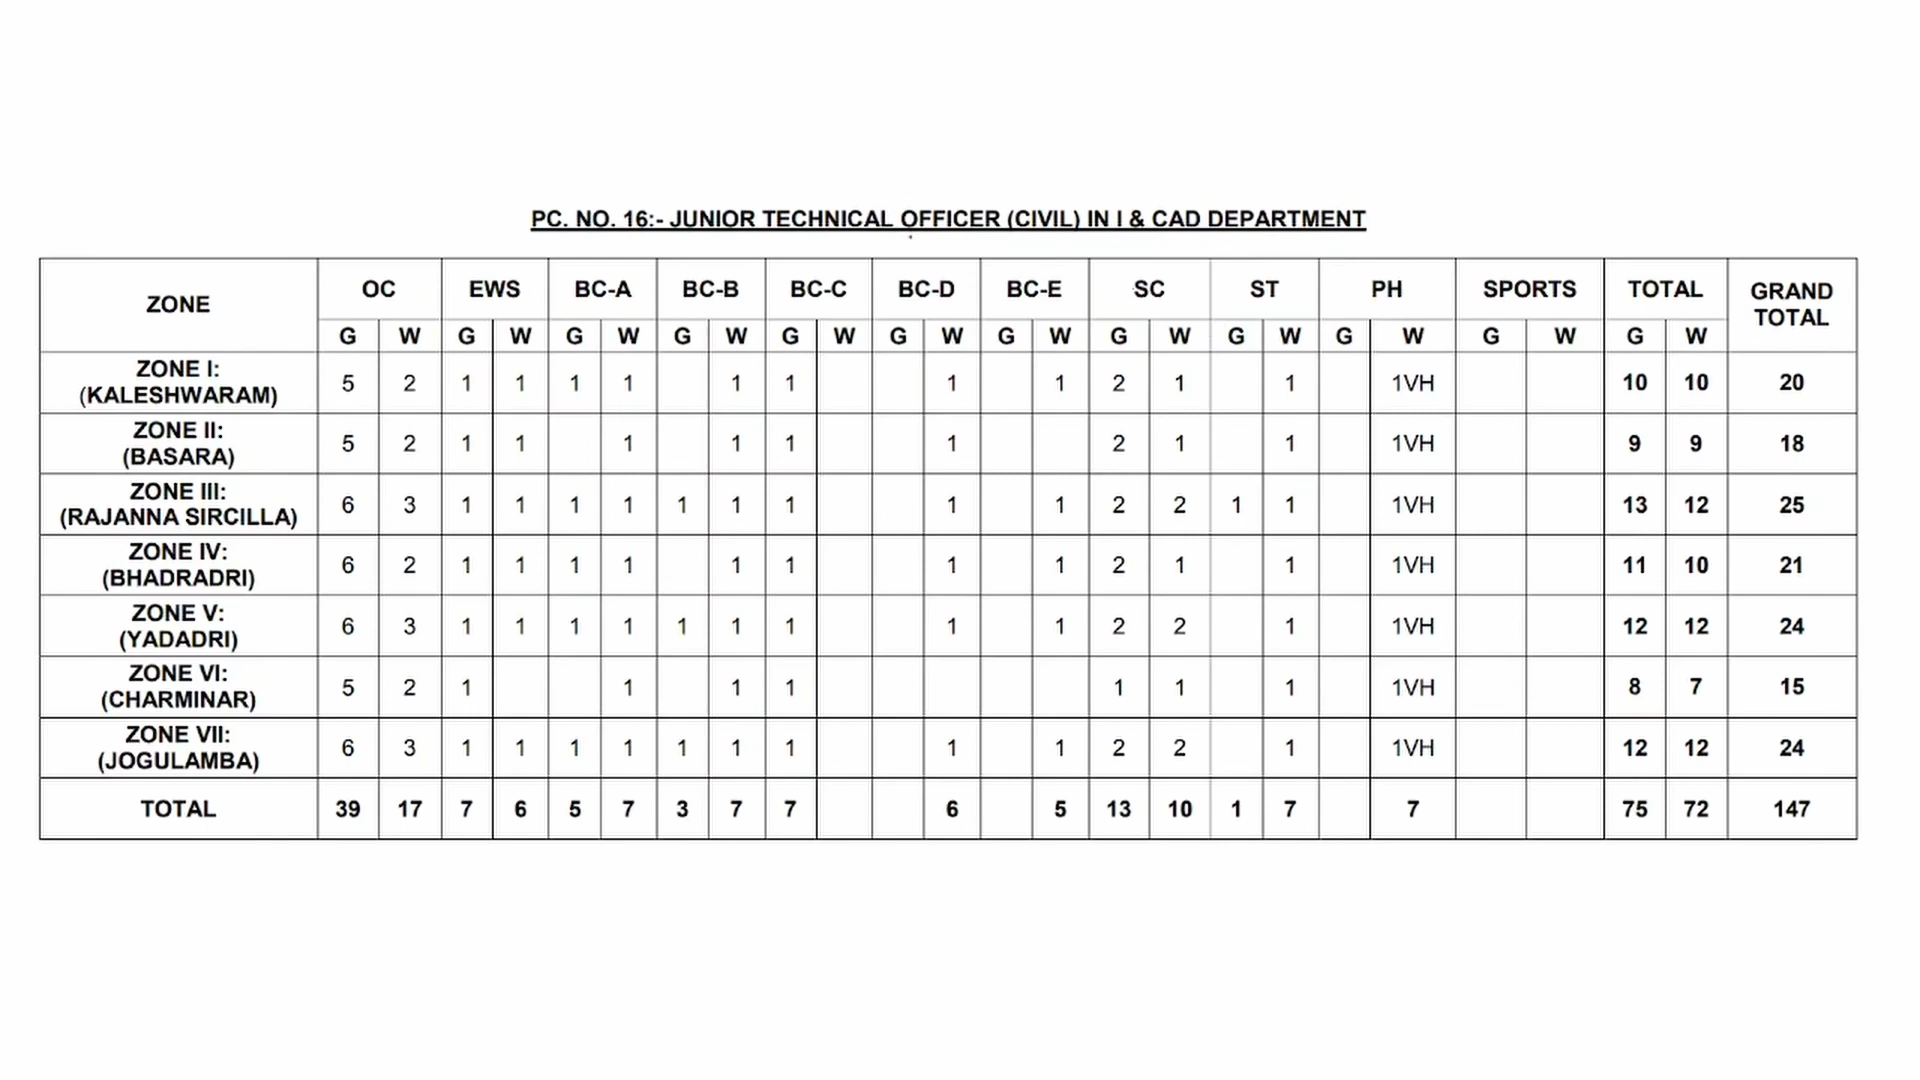 PC. NO. 16:- JUNIOR TECHNICAL OFFICER (CIVIL) IN I & CAD DEPARTMENT
ZONE OC EWS BC-A BC-B BC-C BC-D BC-E SC ST PH SPORTS TOTAL GRAND TOTAL
G W G W G W G W G W G W G W G W G W G W G W G W
ZONE I: (KALESHWARAM) 5 2 1 1 1 1 1 1 1 1 2 1 1 1VH 10 10 20
ZONE II: (BASARA) 5 2 1 1 1 1 1 1 2 1 1 1VH 9 9 18
ZONE III: (RAJANNA SIRCILLA) 6 3 1 1 1 1 1 1 1 1 1 2 2 1 1 1VH 13 12 25
ZONE IV: (BHADRADRI) 6 2 1 1 1 1 1 1 1 1 2 1 1 1VH 11 10 21
ZONE V: (YADADRI) 6 3 1 1 1 1 1 1 1 1 1 2 2 1 1VH 12 12 24
ZONE VI: (CHARMINAR) 5 2 1 1 1 1 1 1 1 1VH 8 7 15
ZONE VII: (JOGULAMBA) 6 3 1 1 1 1 1 1 1 1 1 2 2 1 1VH 12 12 24
TOTAL 39 17 7 6 5 7 3 7 7 6 5 13 10 1 7 7 75 72 147